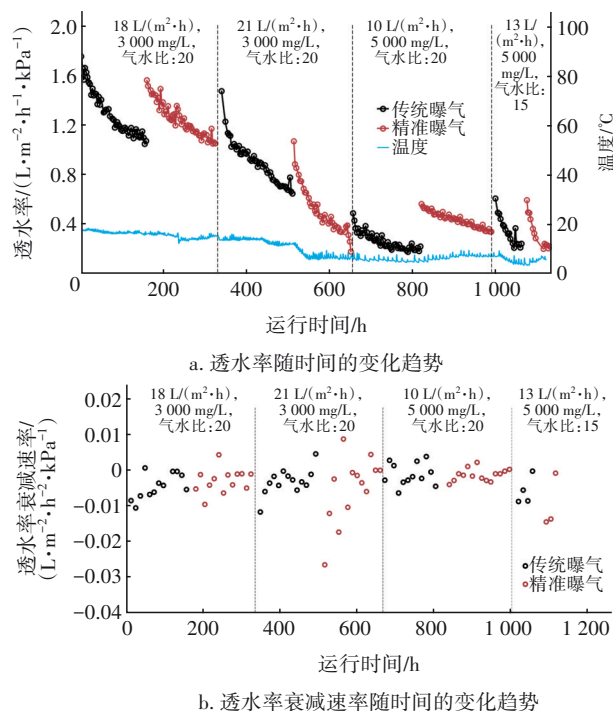 18 L/(m²·h),
3 000 mg/L,
气水比:20
21 L/(m²·h),
3 000 mg/L,
气水比:20
10 L/(m²·h),
5 000 mg/L,
气水比:20
13 L/
(m²·h),
5 000
mg/L,
气水比:
15
2.0
1.6
1.2
0.8
0.4
透水率/(L·m⁻²·h⁻¹·kPa⁻¹)
100
80
60
40
20
0
温度/℃
传统曝气
精准曝气
温度
0
200
400
600
800
1 000
运行时间/h
a. 透水率随时间的变化趋势
18 L/(m²·h),
3 000 mg/L,
气水比:20
21 L/(m²·h),
3 000 mg/L,
气水比:20
10 L/(m²·h),
5 000 mg/L,
气水比:20
13 L/(m²·h),
5 000 mg/L,
气水比:15
0.02
0.01
0
-0.01
-0.02
-0.03
-0.04
透水率衰减速率/
(L·m⁻²·h⁻²·kPa⁻¹)
传统曝气
精准曝气
0
200
400
600
800
1 000
1 200
运行时间/h
b. 透水率衰减速率随时间的变化趋势